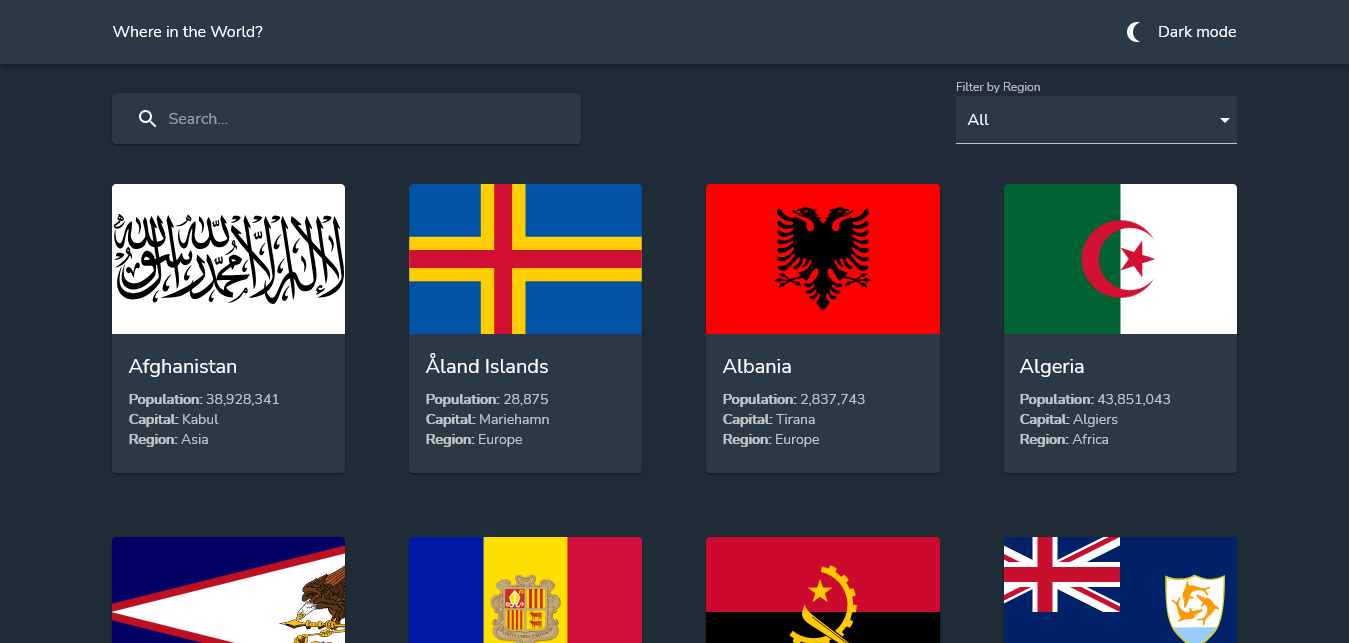 Where in the World?
Dark mode
Search…
Filter by Region
All
لا إله إلا الله محمد رسول الله
Afghanistan
Population: 38,928,341
Capital: Kabul
Region: Asia
Åland Islands
Population: 28,875
Capital: Mariehamn
Region: Europe
Albania
Population: 2,837,743
Capital: Tirana
Region: Europe
Algeria
Population: 43,851,043
Capital: Algiers
Region: Africa